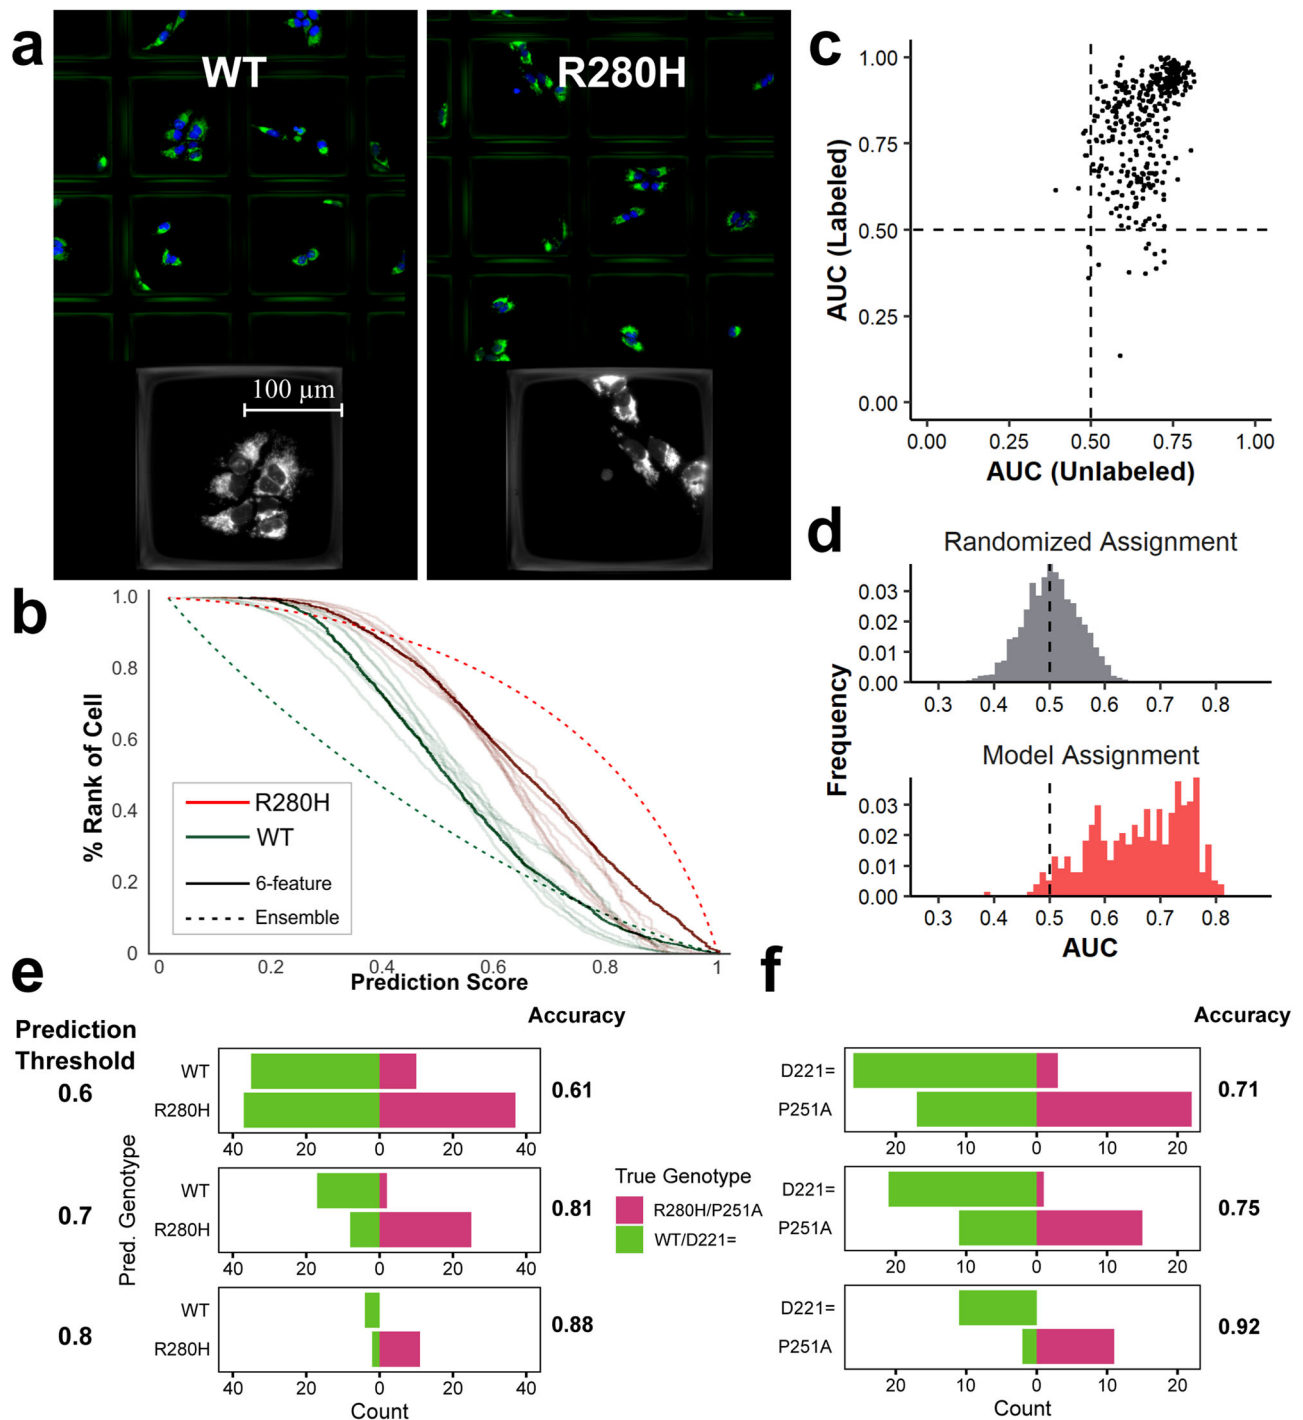 a
WT
R280H
100 µm
b
1.0
0.8
0.6
0.4
0.2
0
% Rank of Cell
R280H
WT
6-feature
Ensemble
0
0.2
0.4
0.6
0.8
1
Prediction Score
c
1.00
0.75
0.50
0.25
0.00
AUC (Labeled)
0.00
0.25
0.50
0.75
1.00
AUC (Unlabeled)
d
Randomized Assignment
0.03
0.02
0.01
0.00
0.3
0.4
0.5
0.6
0.7
0.8
Frequency
Model Assignment
0.03
0.02
0.01
0.00
0.3
0.4
0.5
0.6
0.7
0.8
AUC
e
Accuracy
Prediction
Threshold
0.6
WT
R280H
0.61
40
20
0
20
40
0.7
Pred. Genotype
WT
R280H
0.81
40
20
0
20
40
0.8
WT
R280H
0.88
40
20
0
20
40
Count
True Genotype
R280H/P251A
WT/D221=
f
Accuracy
D221=
P251A
0.71
20
10
0
10
20
D221=
P251A
0.75
20
10
0
10
20
D221=
P251A
0.92
20
10
0
10
20
Count